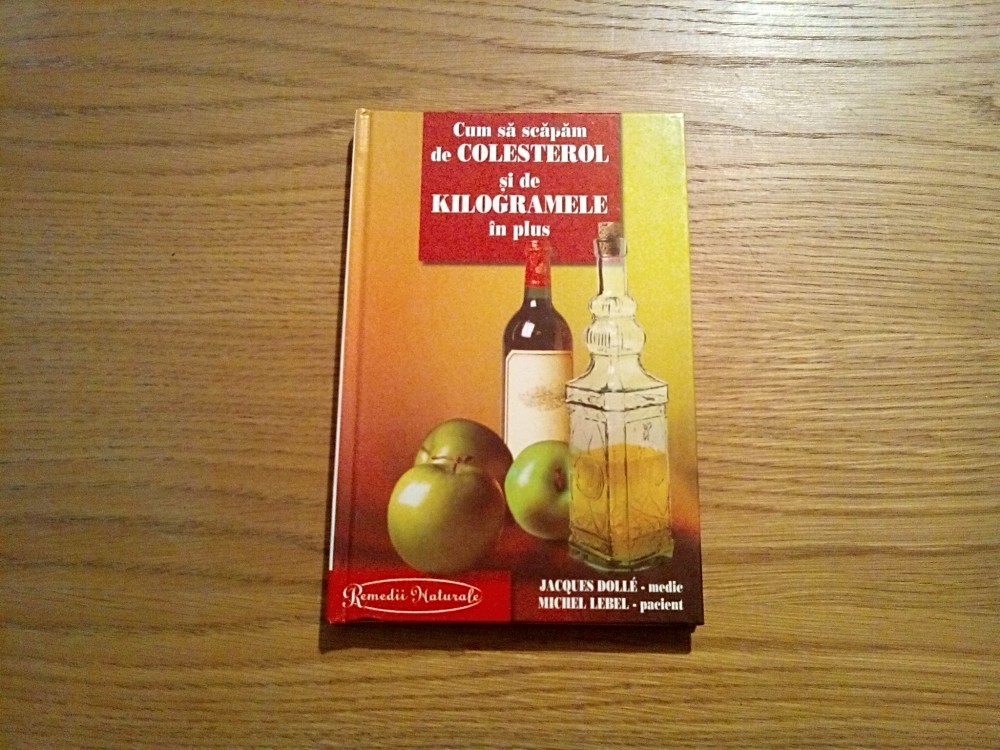 Cum să scăpăm
de COLESTEROL
și de
KILOGRAMELE
în plus
Remedii Naturale
JACQUES DOLLÉ - medic
MICHEL LEBEL - pacient